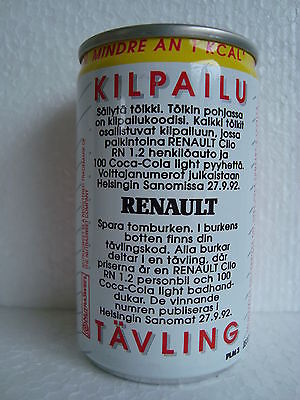 MINDRE ÄN 1 KCAL
KILPAILU
Säilytä tölkki. Tölkin pohjassa
on kilpailukoodisi. Kaikki tölkit
osallistuvat kilpailuun, jossa
palkintoina RENAULT Clio
RN 1.2 henkilöauto ja
100 Coca-Cola light pyyhettä.
Voittajanumerot julkaistaan
Helsingin Sanomissa 27.9.92.
RENAULT
Spara tomburken. I burkens
botten finns din
tävlingskod. Alla burkar
deltar i en tävling, där
priserna är en RENAULT Clio
RN 1.2 personbil och 100
Coca-Cola light badhand-
dukar. De vinnande
numren publiseras i
Helsingin Sanomat 27.9.92.
TÄVLING